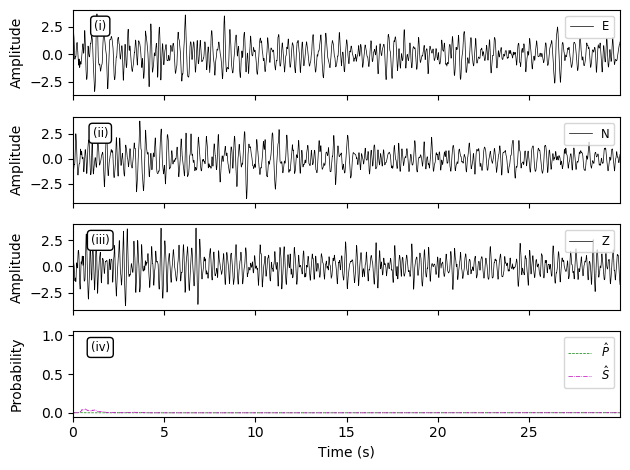 Amplitude
2.5
0.0
−2.5
(i)
E
Amplitude
2.5
0.0
−2.5
(ii)
N
Amplitude
2.5
0.0
−2.5
(iii)
Z
Probability
1.0
0.5
0.0
(iv)
P̂
Ŝ
0 5 10 15 20 25
Time (s)